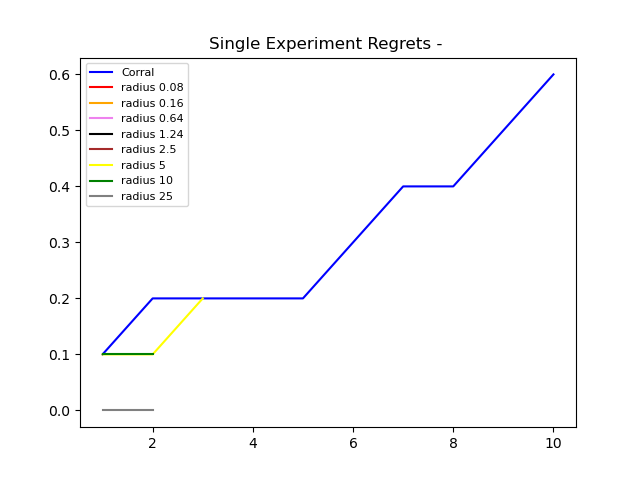 Single Experiment Regrets -
Corral
radius 0.08
radius 0.16
radius 0.64
radius 1.24
radius 2.5
radius 5
radius 10
radius 25
0.6
0.5
0.4
0.3
0.2
0.1
0.0
2 4 6 8 10